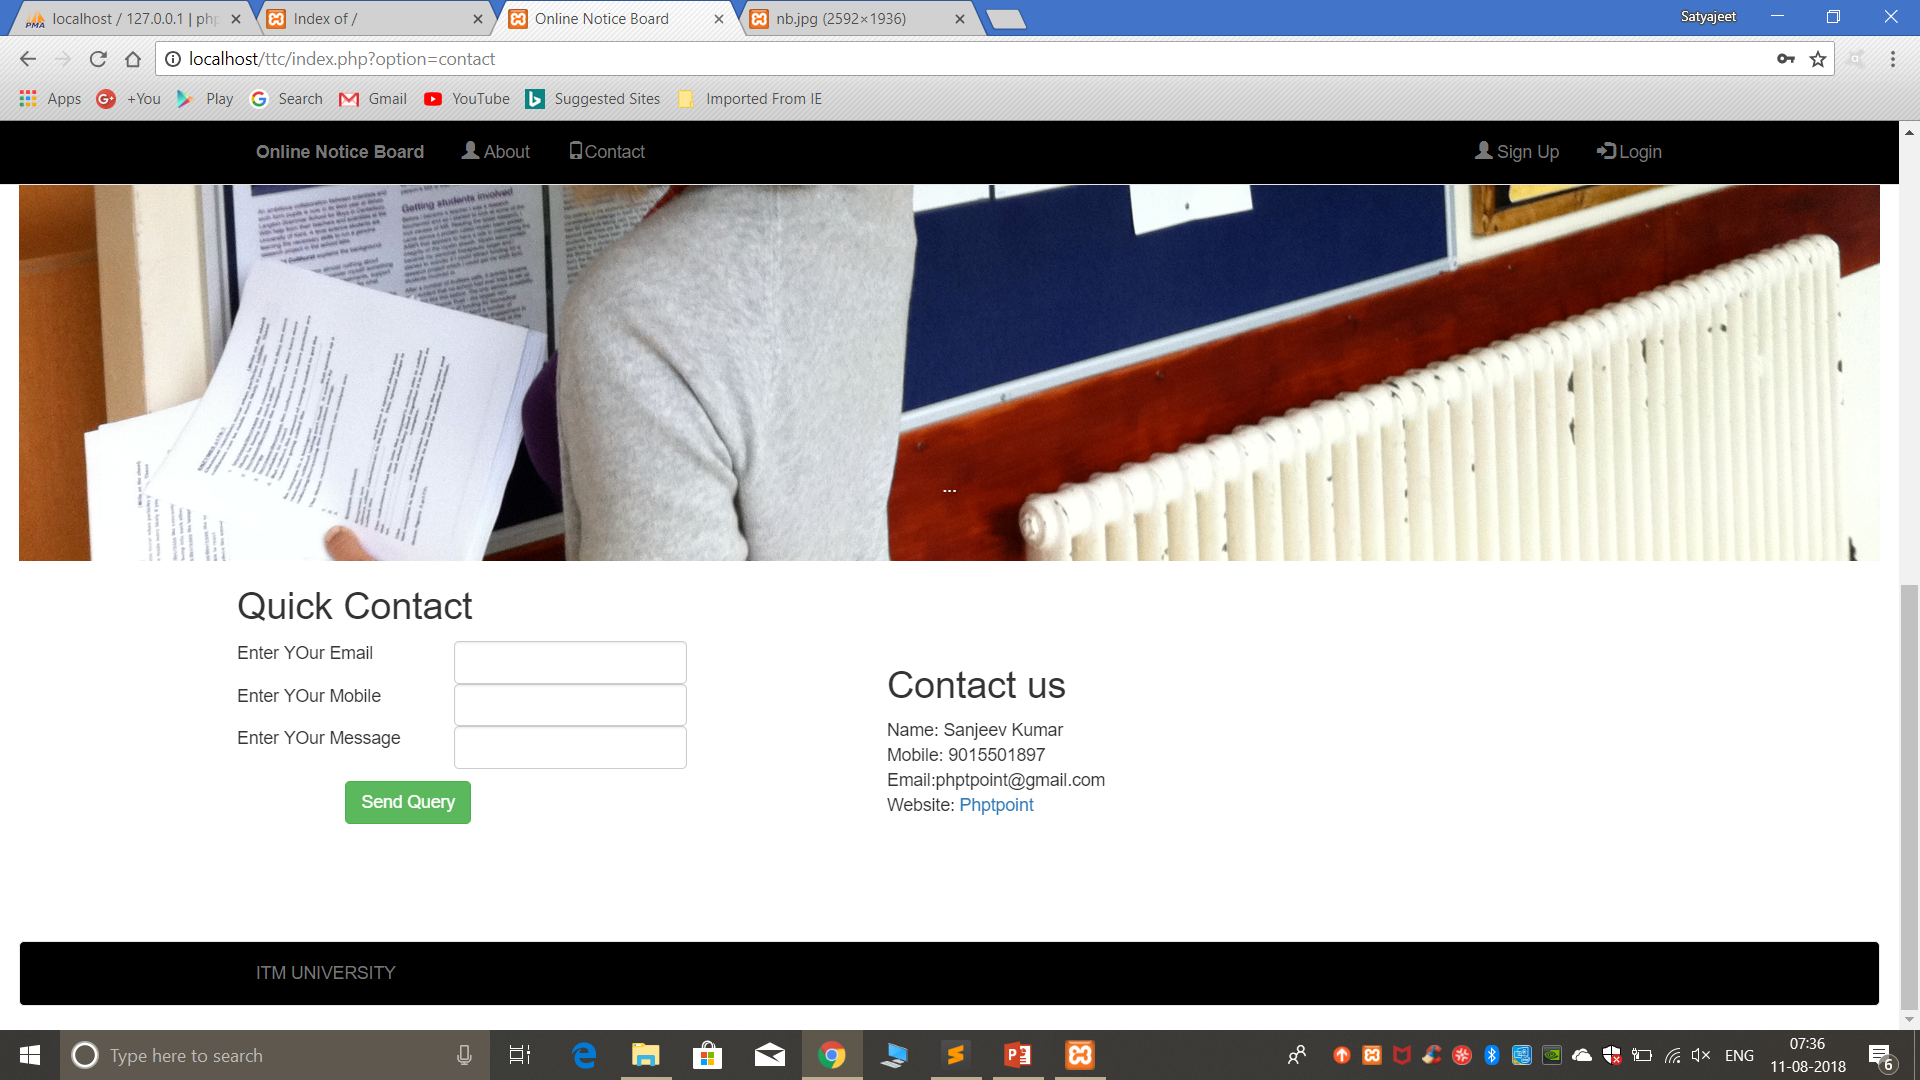 localhost / 127.0.0.1 | php
Index of /
Online Notice Board
nb.jpg (2592×1936)
Satyajeet
localhost/ttc/index.php?option=contact
Apps
+You
Play
Search
Gmail
YouTube
Suggested Sites
Imported From IE
Online Notice Board
About
Contact
Sign Up
Login
Getting students involved
...
Quick Contact
Enter YOur Email
Enter YOur Mobile
Enter YOur Message
Send Query
Contact us
Name: Sanjeev Kumar
Mobile: 9015501897
Email:phptpoint@gmail.com
Website: Phptpoint
ITM UNIVERSITY
Type here to search
ENG
07:36
11-08-2018
6